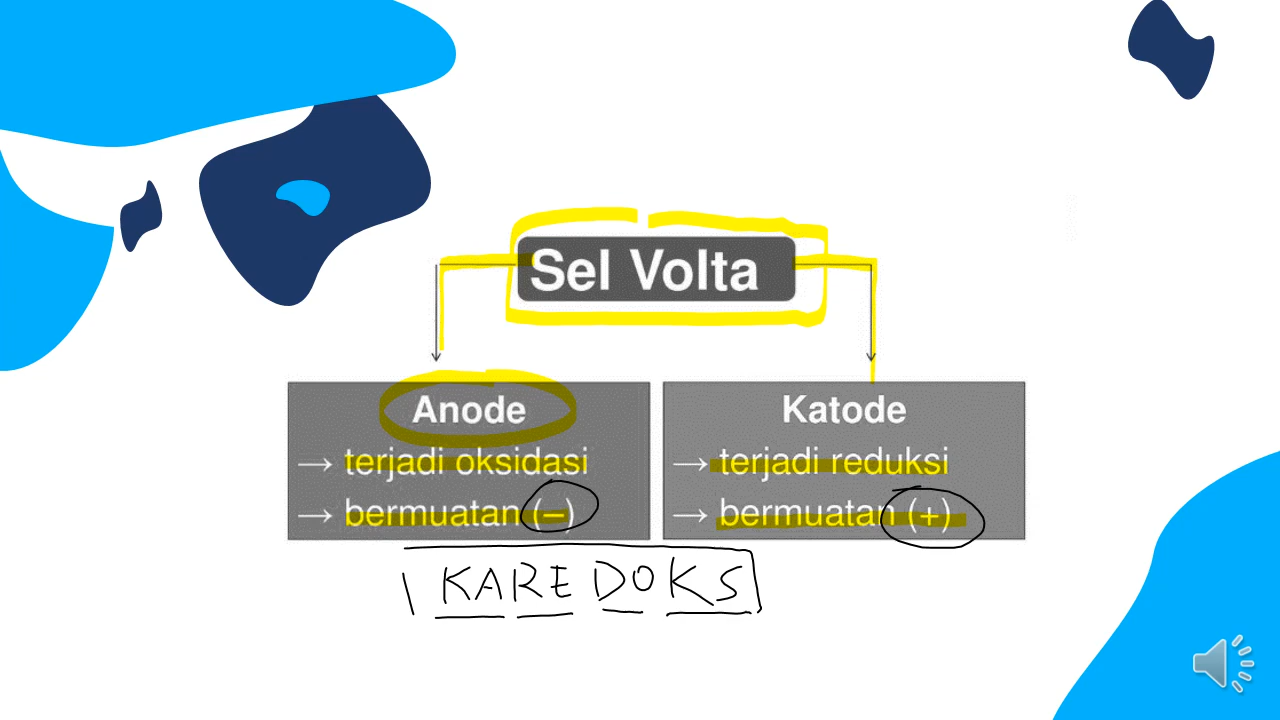 Sel Volta
Anode
→ terjadi oksidasi
→ bermuatan (−)
Katode
→ terjadi reduksi
→ bermuatan (+)
KAREDOKS